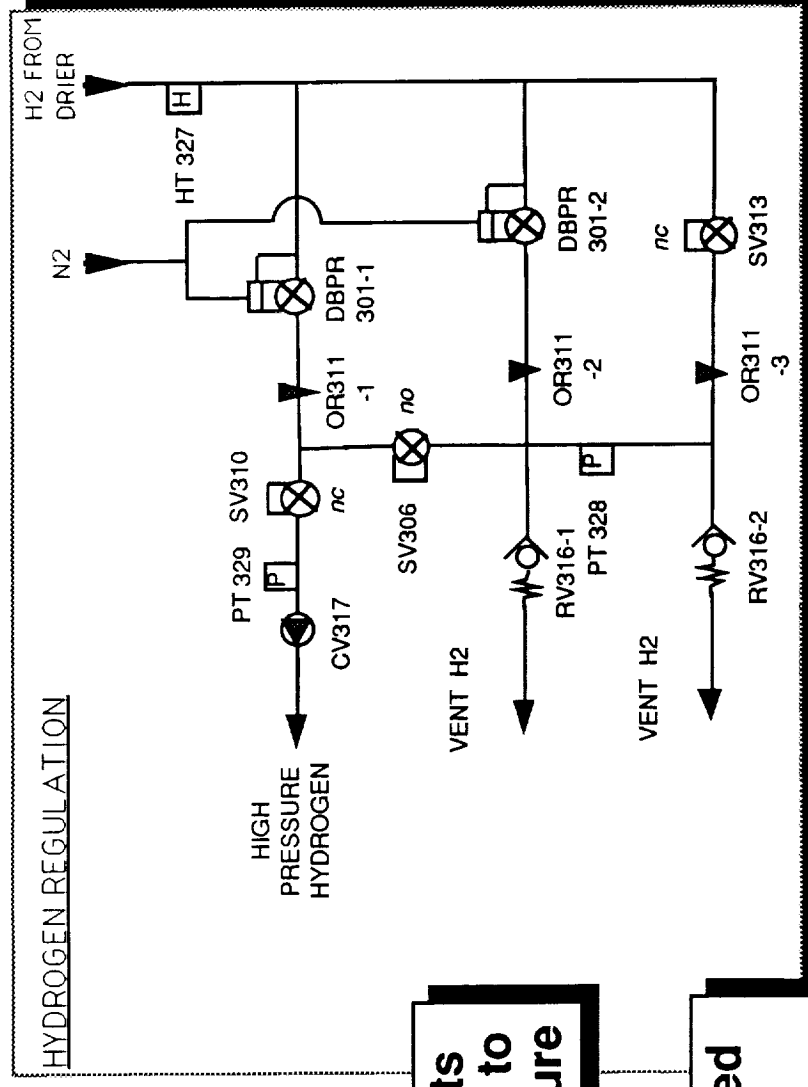 HYDROGEN REGULATION
H2 FROM
DRIER
H
HT 327
N2
DBPR
301-1
DBPR
301-2
nc
SV313
OR311
-1
OR311
-2
OR311
-3
no
SV310
nc
SV306
P
PT 329
P
PT 328
CV317
RV316-1
RV316-2
HIGH
PRESSURE
HYDROGEN
VENT H2
VENT H2
ts
to
ure
ed